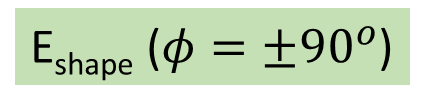 E_shape (ϕ = ±90^o)